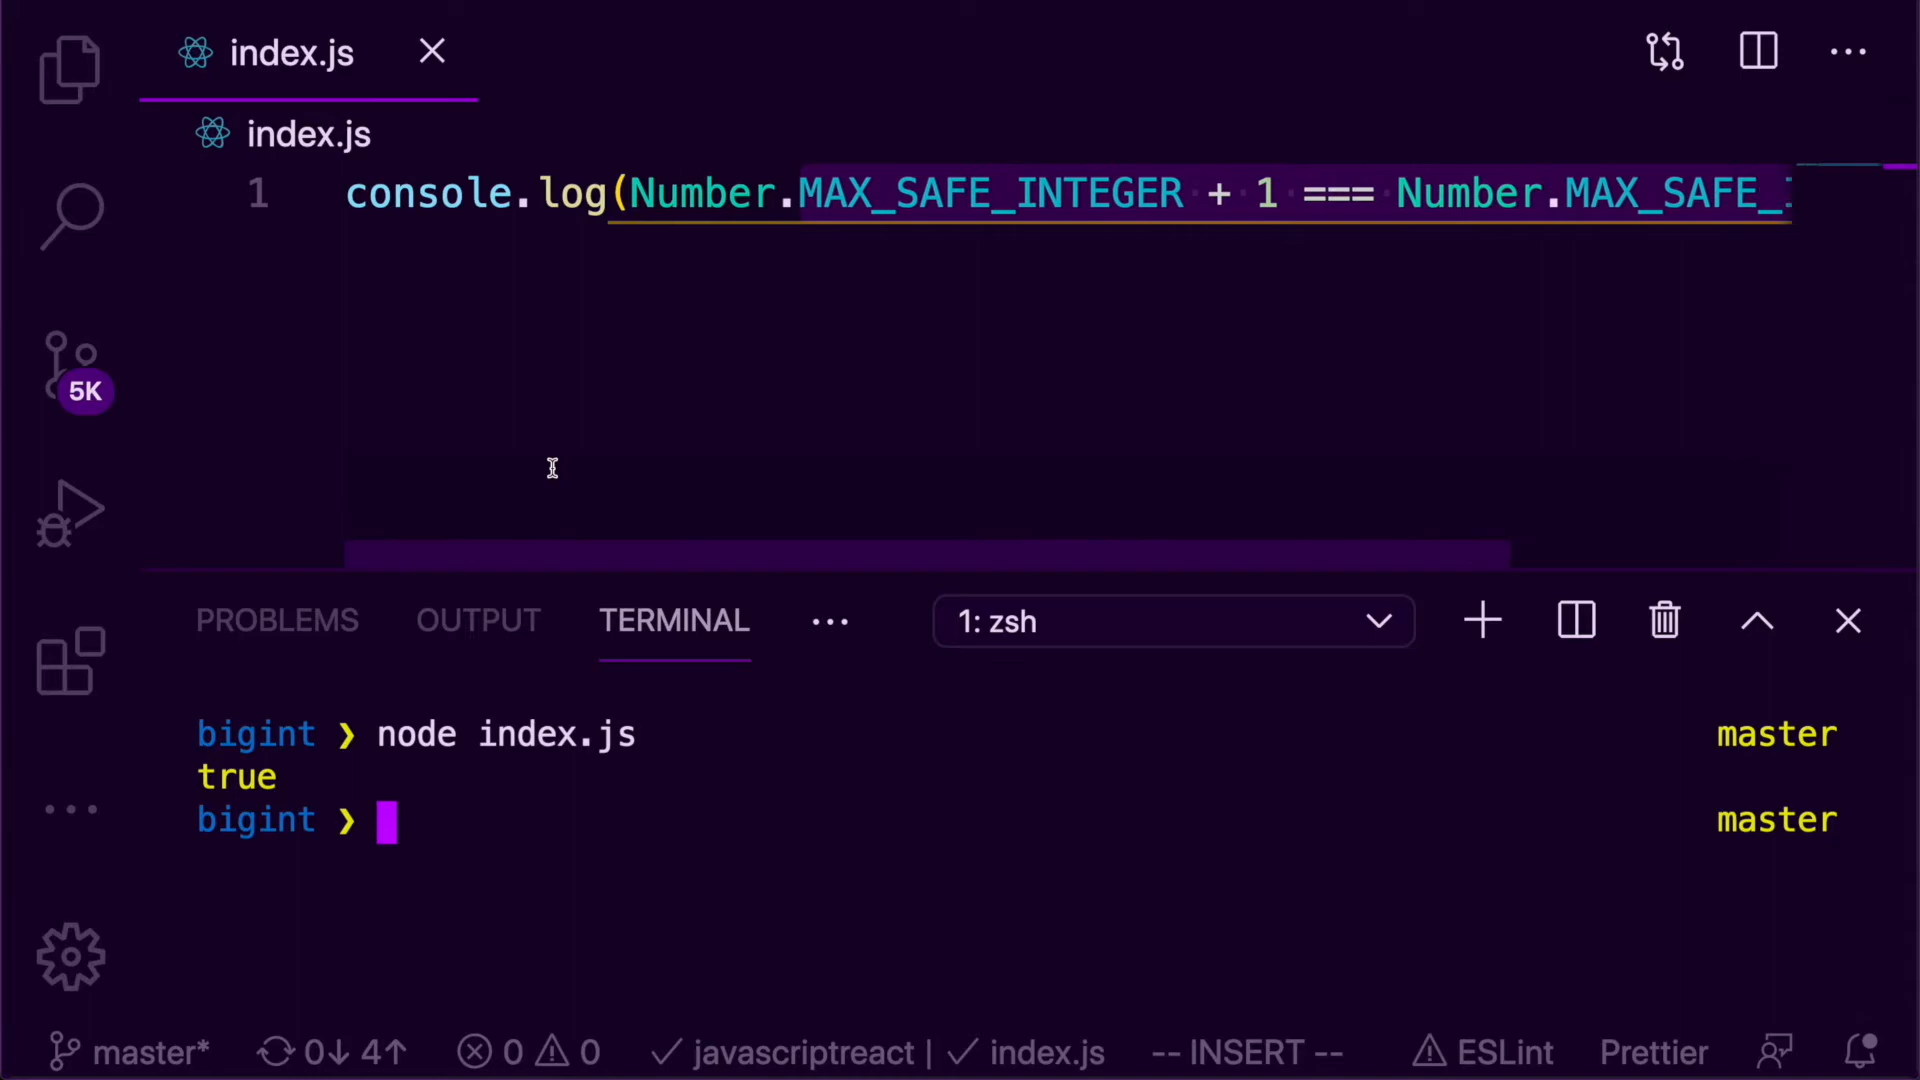 index.js
index.js
1 console.log(Number.MAX_SAFE_INTEGER + 1 === Number.MAX_SAFE_
5K
PROBLEMS OUTPUT TERMINAL ... 1: zsh
bigint ❯ node index.js master
true
bigint ❯ master
master* 0↓ 4↑ 0 0 ✓ javascriptreact | ✓ index.js -- INSERT -- ESLint Prettier